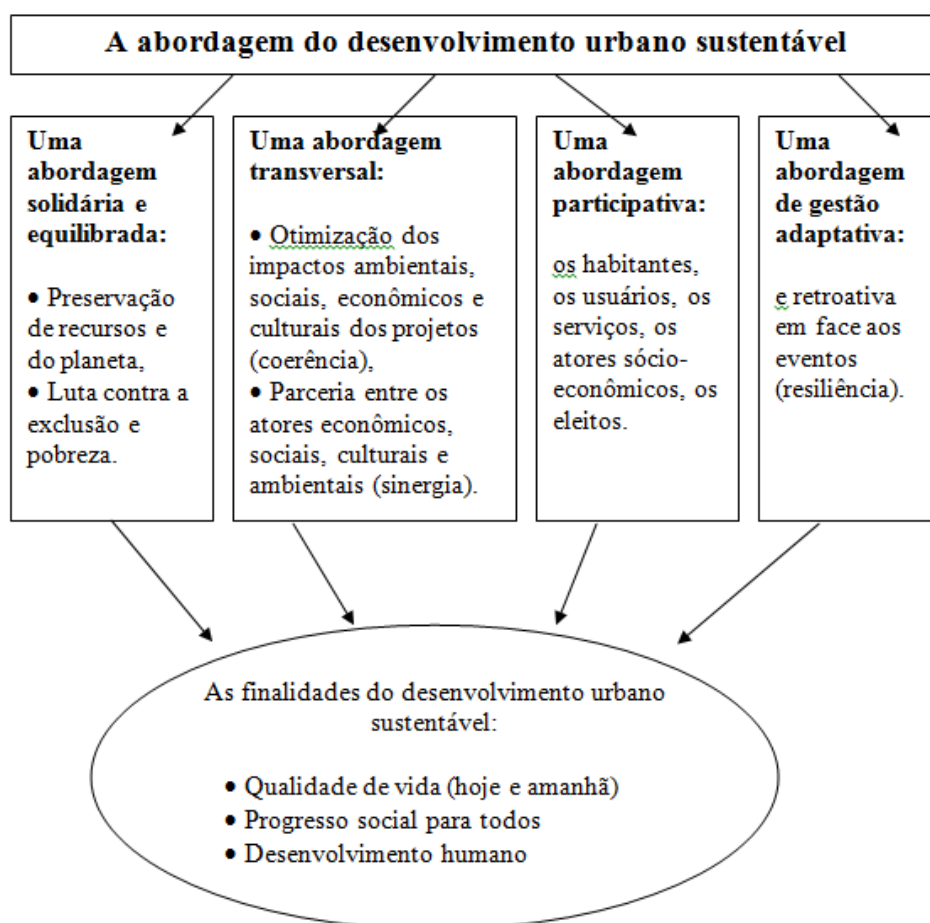 A abordagem do desenvolvimento urbano sustentável
Uma
abordagem
solidária e
equilibrada:
• Preservação
de recursos e
do planeta,
• Luta contra a
exclusão e
pobreza.
Uma abordagem
transversal:
• Otimização dos
impactos ambientais,
sociais, econômicos e
culturais dos projetos
(coerência),
• Parceria entre os
atores econômicos,
sociais, culturais e
ambientais (sinergia).
Uma
abordagem
participativa:
os habitantes,
os usuários, os
serviços, os
atores sócio-
econômicos, os
eleitos.
Uma
abordagem
de gestão
adaptativa:
e retroativa
em face aos
eventos
(resiliência).
As finalidades do desenvolvimento urbano
sustentável:
• Qualidade de vida (hoje e amanhã)
• Progresso social para todos
• Desenvolvimento humano